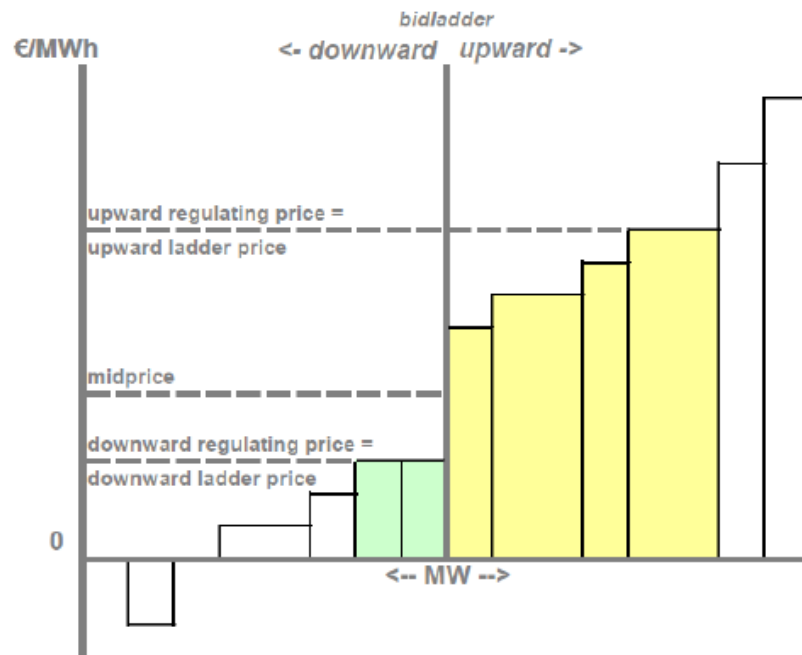 bidladder
€/MWh
<- downward upward ->
upward regulating price =
upward ladder price
midprice
downward regulating price =
downward ladder price
0
<-- MW -->